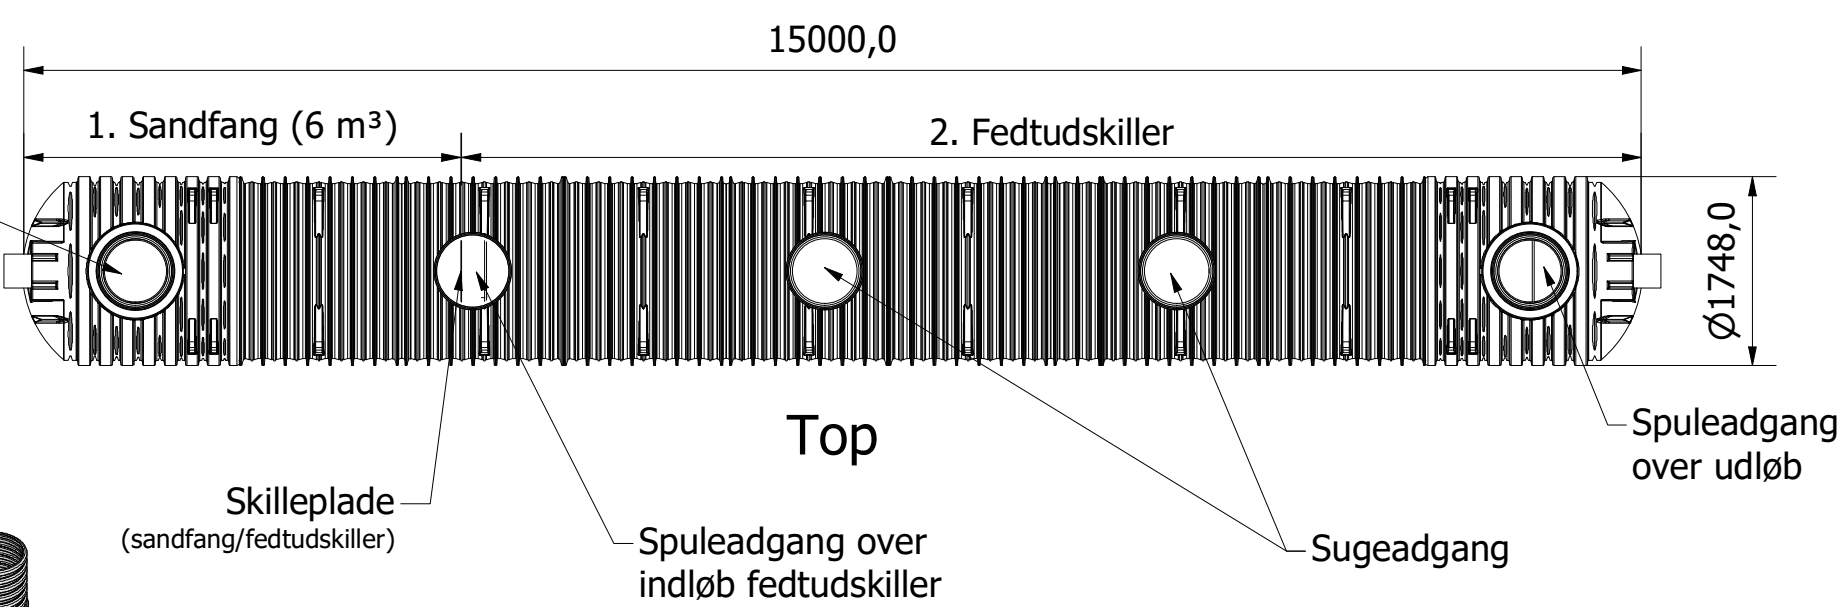 15000,0
1. Sandfang (6 m³)
2. Fedtudskiller
Ø1748,0
Top
Spuleadgang
over udløb
Skilleplade
(sandfang/fedtudskiller)
Spuleadgang over
indløb fedtudskiller
Sugeadgang